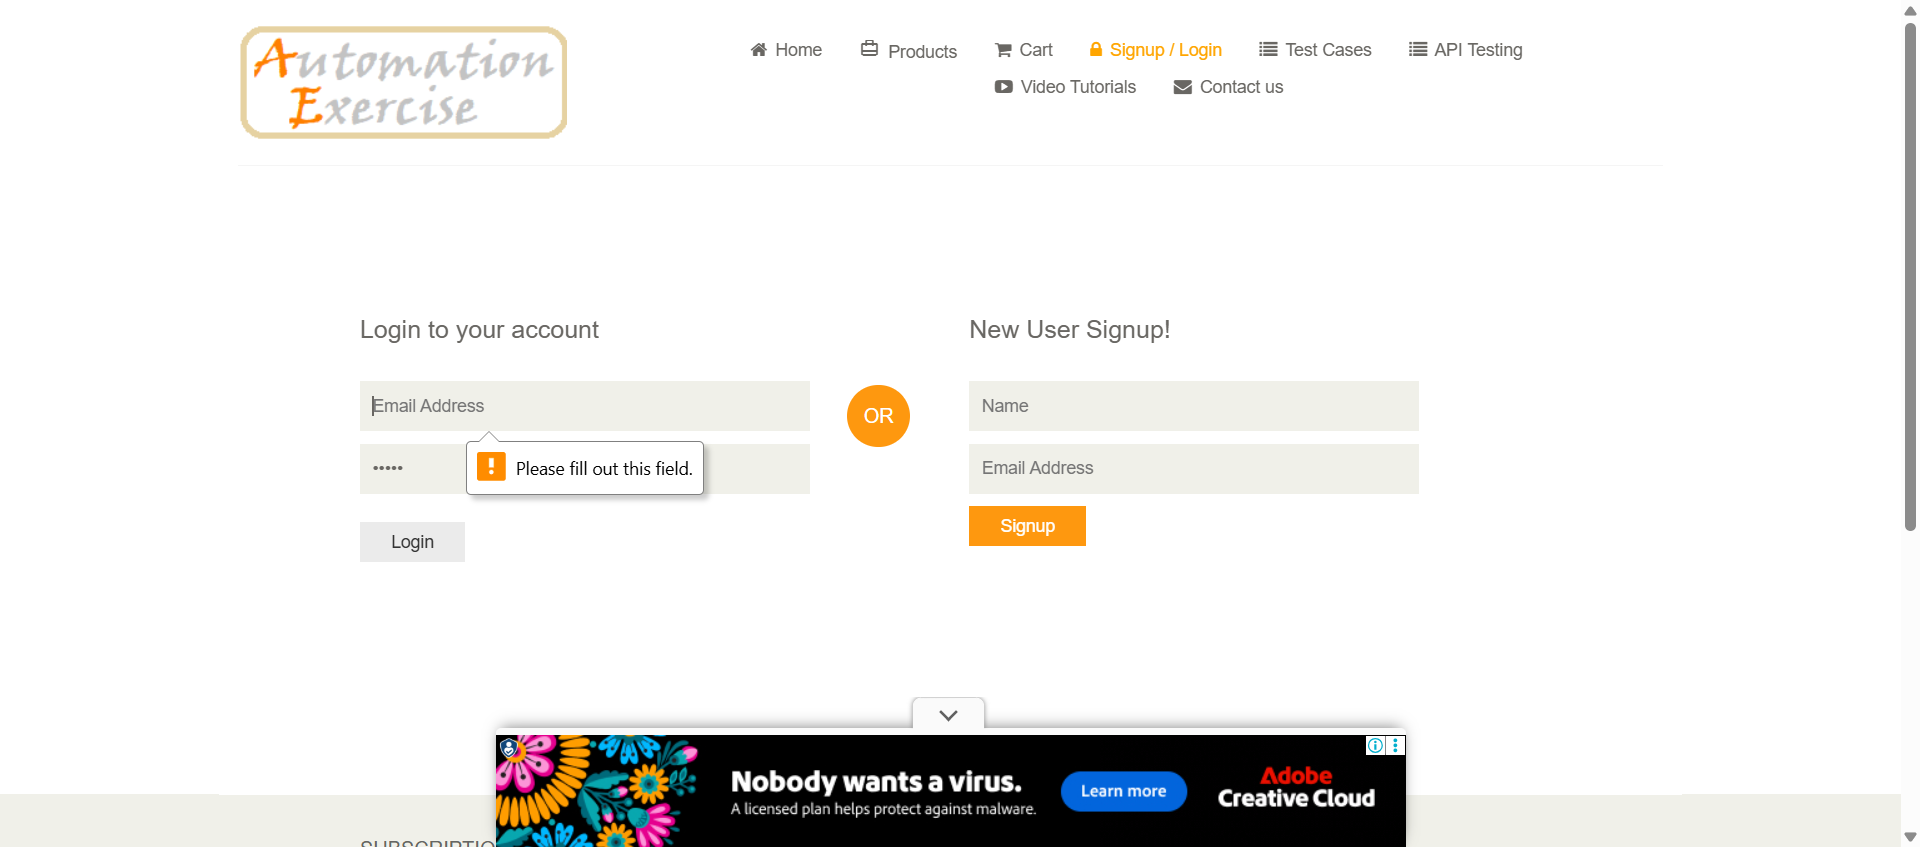 Automation
Exercise
Home
Products
Cart
Signup / Login
Test Cases
API Testing
Video Tutorials
Contact us
Login to your account
New User Signup!
Email Address
OR
Name
•••••
Please fill out this field.
Email Address
Login
Signup
Nobody wants a virus.
A licensed plan helps protect against malware.
Learn more
Adobe
Creative Cloud
SUBSCRIPTIO